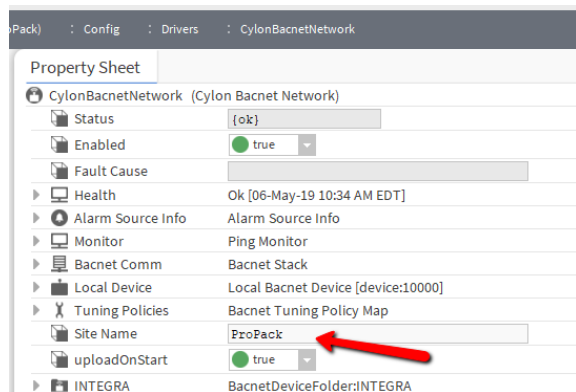 Pack) : Config : Drivers : CylonBacnetNetwork
Property Sheet
CylonBacnetNetwork (Cylon Bacnet Network)
Status {ok}
Enabled true
Fault Cause
Health Ok [06-May-19 10:34 AM EDT]
Alarm Source Info Alarm Source Info
Monitor Ping Monitor
Bacnet Comm Bacnet Stack
Local Device Local Bacnet Device [device:10000]
Tuning Policies Bacnet Tuning Policy Map
Site Name ProPack
uploadOnStart true
INTEGRA BacnetDeviceFolder:INTEGRA